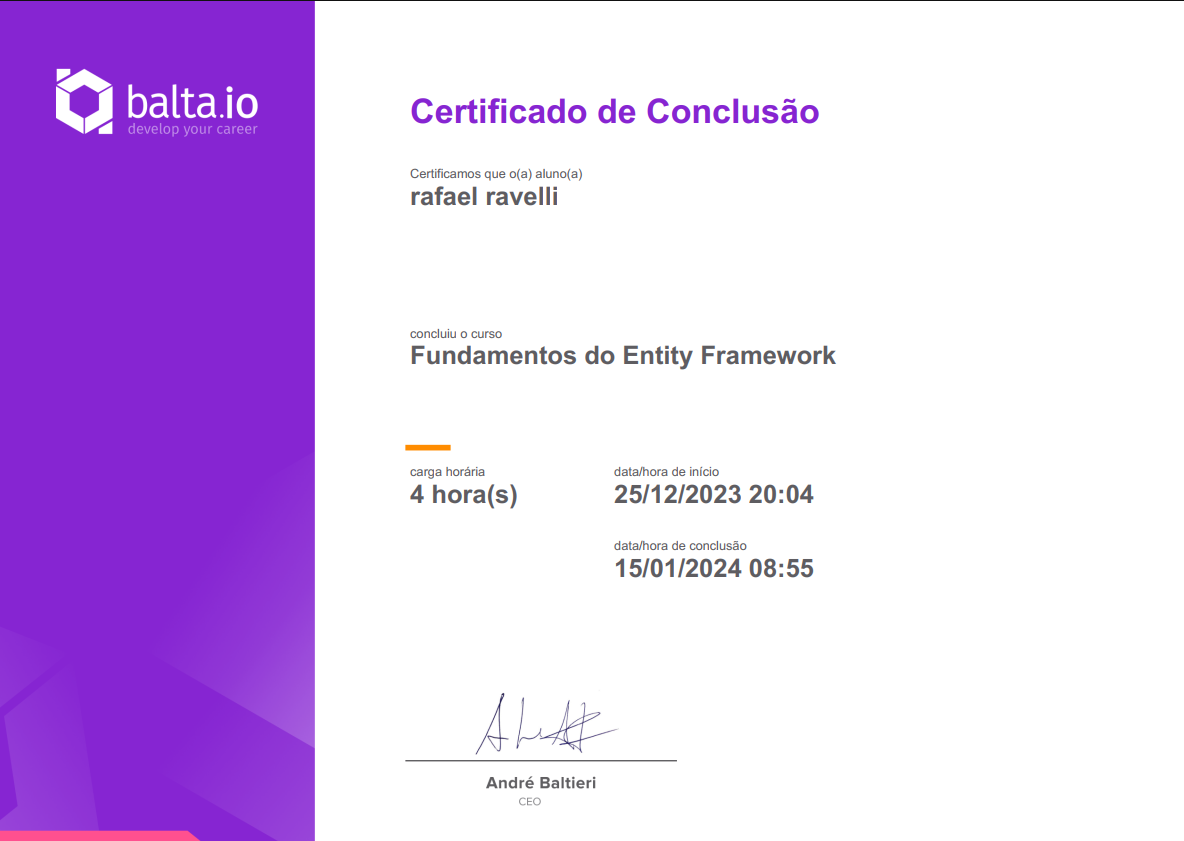 balta.io
develop your career
Certificado de Conclusão
Certificamos que o(a) aluno(a)
rafael ravelli
concluiu o curso
Fundamentos do Entity Framework
carga horária
4 hora(s)
data/hora de início
25/12/2023 20:04
data/hora de conclusão
15/01/2024 08:55
André Baltieri
CEO